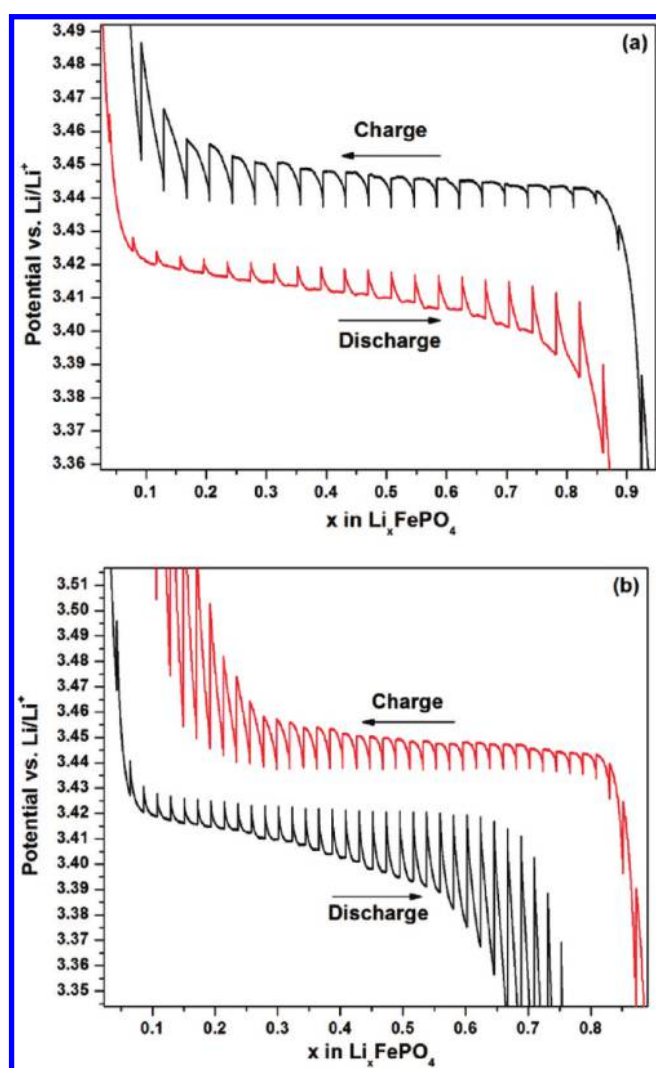 (a)
3.49
3.48
3.47
3.46
3.45
3.44
3.43
3.42
3.41
3.40
3.39
3.38
3.37
3.36
Potential vs. Li/Li⁺
Charge
Discharge
0.1 0.2 0.3 0.4 0.5 0.6 0.7 0.8 0.9
x in LiₓFePO₄
(b)
3.51
3.50
3.49
3.48
3.47
3.46
3.45
3.44
3.43
3.42
3.41
3.40
3.39
3.38
3.37
3.36
3.35
Potential vs. Li/Li⁺
Charge
Discharge
0.1 0.2 0.3 0.4 0.5 0.6 0.7 0.8
x in LiₓFePO₄